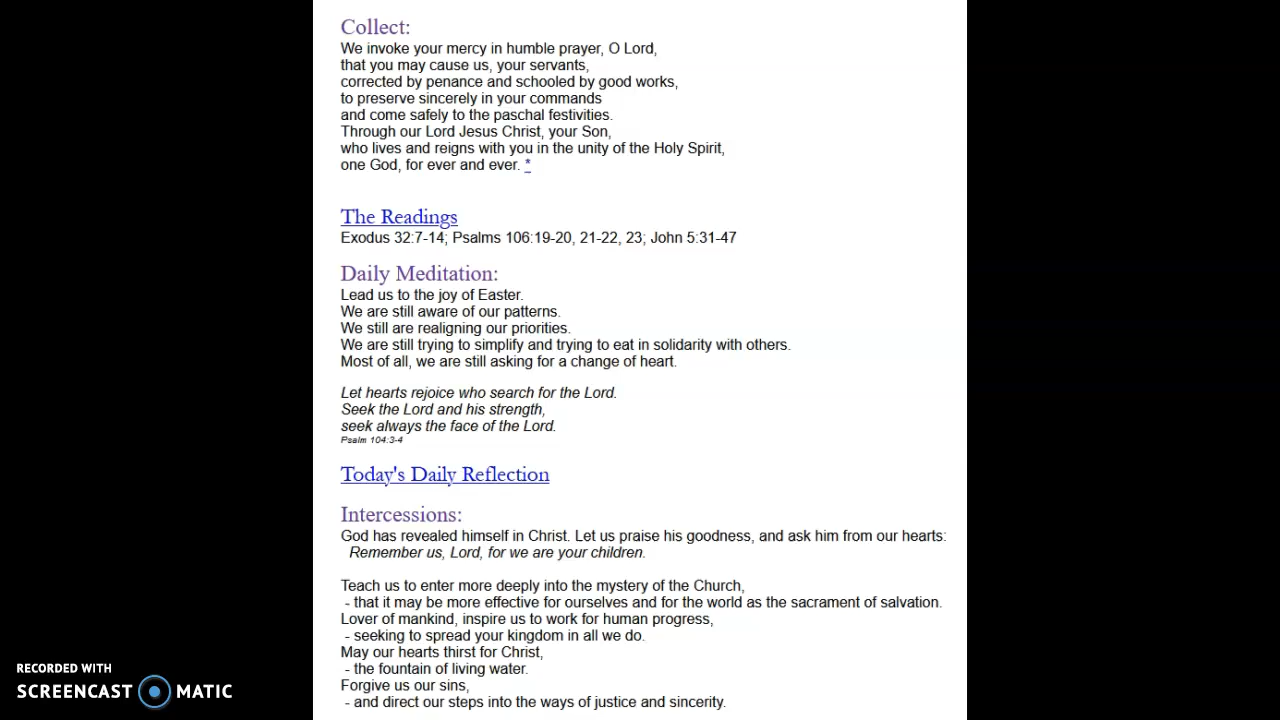 Collect:
We invoke your mercy in humble prayer, O Lord,
that you may cause us, your servants,
corrected by penance and schooled by good works,
to preserve sincerely in your commands
and come safely to the paschal festivities.
Through our Lord Jesus Christ, your Son,
who lives and reigns with you in the unity of the Holy Spirit,
one God, for ever and ever. *
The Readings
Exodus 32:7-14; Psalms 106:19-20, 21-22, 23; John 5:31-47
Daily Meditation:
Lead us to the joy of Easter.
We are still aware of our patterns.
We still are realigning our priorities.
We are still trying to simplify and trying to eat in solidarity with others.
Most of all, we are still asking for a change of heart.
Let hearts rejoice who search for the Lord.
Seek the Lord and his strength,
seek always the face of the Lord.
Psalm 104:3-4
Today's Daily Reflection
Intercessions:
God has revealed himself in Christ. Let us praise his goodness, and ask him from our hearts:
Remember us, Lord, for we are your children.
Teach us to enter more deeply into the mystery of the Church,
- that it may be more effective for ourselves and for the world as the sacrament of salvation.
Lover of mankind, inspire us to work for human progress,
- seeking to spread your kingdom in all we do.
May our hearts thirst for Christ,
- the fountain of living water.
Forgive us our sins,
- and direct our steps into the ways of justice and sincerity.
RECORDED WITH
SCREENCAST MATIC